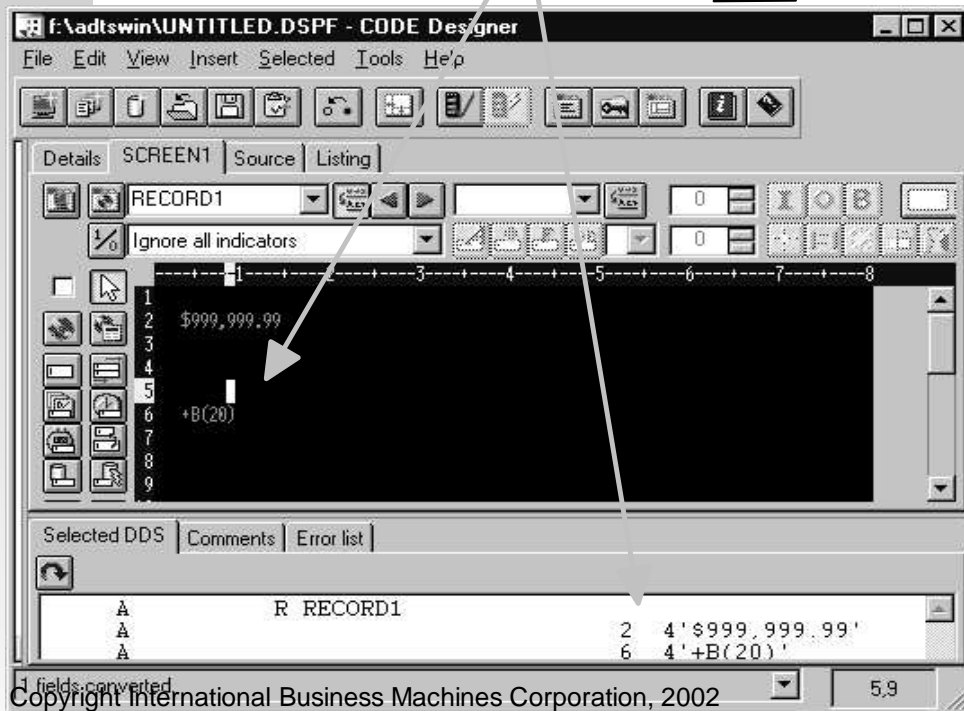 f:\adtswin\UNTITLED.DSPF - CODE Designer
File Edit View Insert Selected Tools Help
Details SCREEN1 Source Listing
RECORD1 0 I O B
1/0 Ignore all indicators 0
----+----1----+----2----+----3----+----4----+----5----+----6----+----7----+----8
1
2 $999,999.99
3
4
5
6 +B(20)
7
8
9
Selected DDS Comments Error list
A R RECORD1
A 2 4'$999,999.99'
A 6 4'+B(20)'
1 fields converted 5,9
Copyright International Business Machines Corporation, 2002